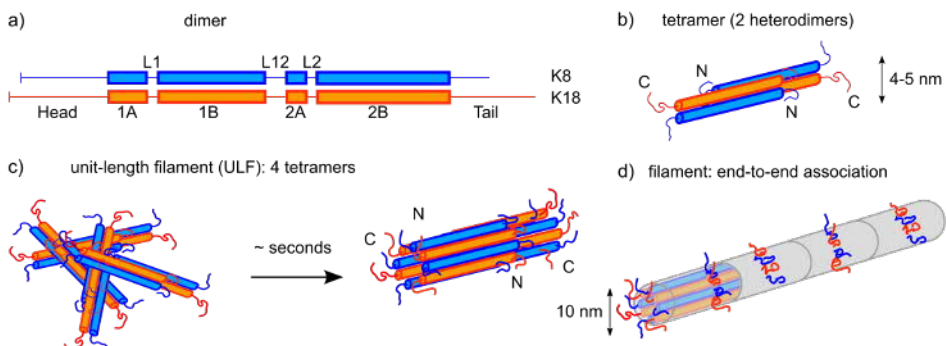 a) dimer
L1 L12 L2
K8
K18
Head 1A 1B 2A 2B Tail
b) tetramer (2 heterodimers)
N
C
4-5 nm
C
N
c) unit-length filament (ULF): 4 tetramers
N
C
~ seconds
C
N
d) filament: end-to-end association
10 nm